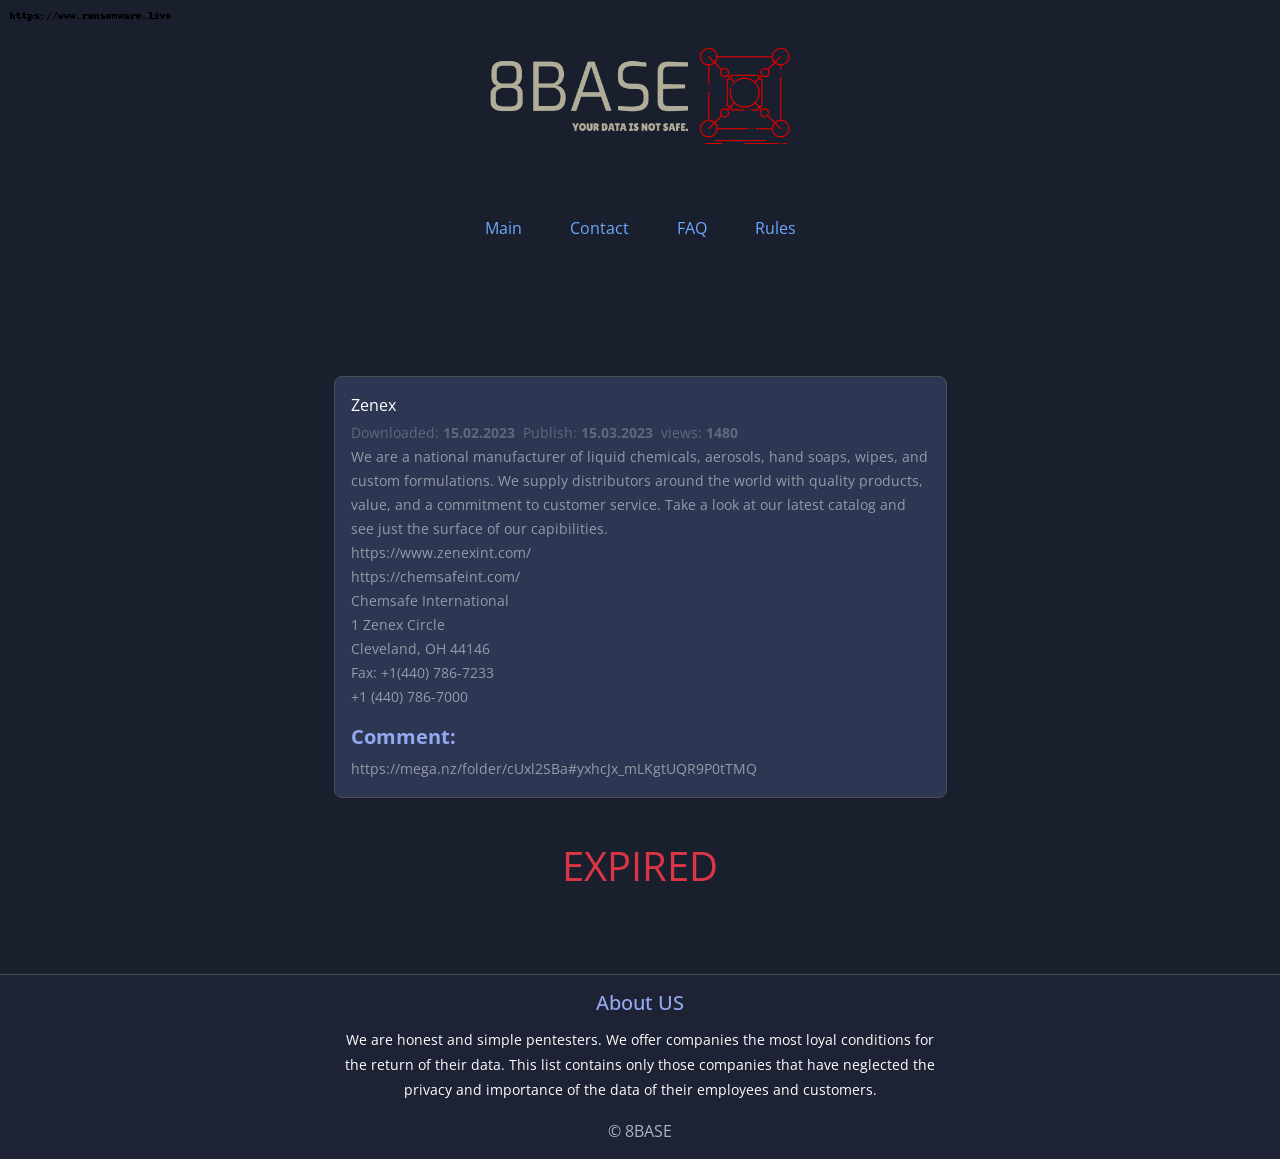 https://www.ransomware.live
8BASE
YOUR DATA IS NOT SAFE.
Main Contact FAQ Rules
Zenex
Downloaded: 15.02.2023 Publish: 15.03.2023 views: 1480
We are a national manufacturer of liquid chemicals, aerosols, hand soaps, wipes, and
custom formulations. We supply distributors around the world with quality products,
value, and a commitment to customer service. Take a look at our latest catalog and
see just the surface of our capibilities.
https://www.zenexint.com/
https://chemsafeint.com/
Chemsafe International
1 Zenex Circle
Cleveland, OH 44146
Fax: +1(440) 786-7233
+1 (440) 786-7000
Comment:
https://mega.nz/folder/cUxl2SBa#yxhcJx_mLKgtUQR9P0tTMQ
EXPIRED
About US
We are honest and simple pentesters. We offer companies the most loyal conditions for
the return of their data. This list contains only those companies that have neglected the
privacy and importance of the data of their employees and customers.
© 8BASE